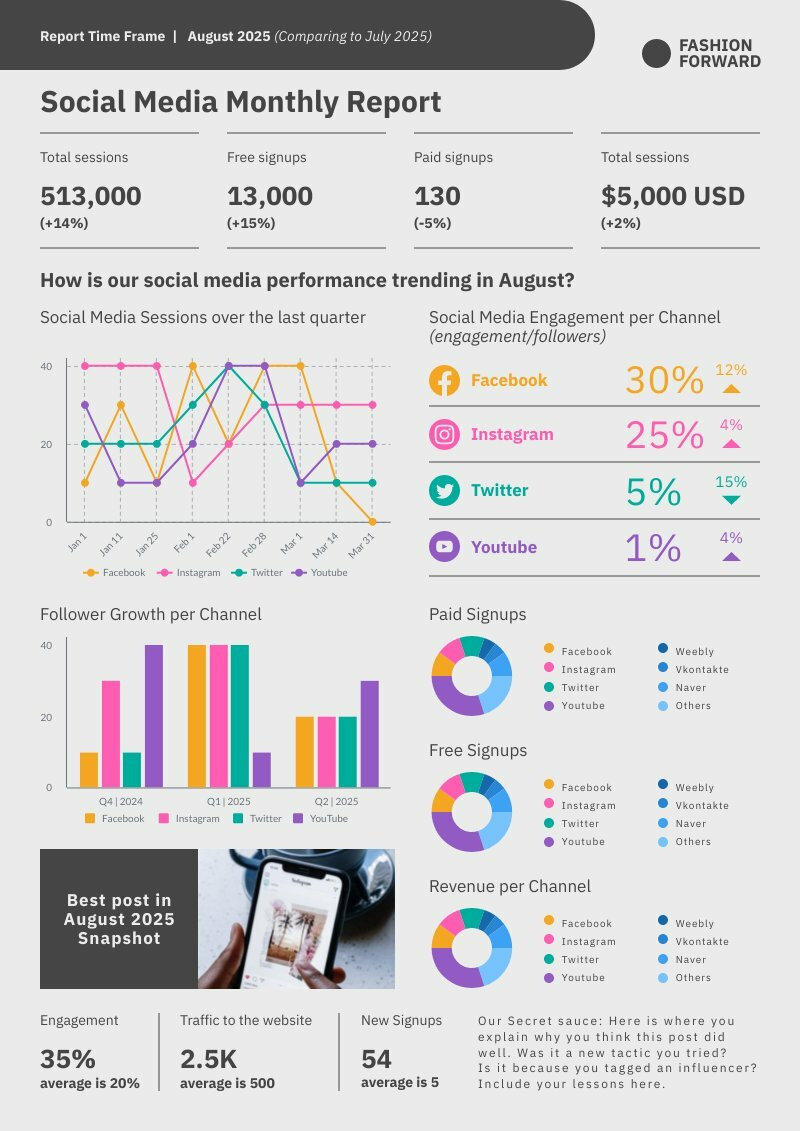 Report Time Frame | August 2025 (Comparing to July 2025)
FASHION
FORWARD
Social Media Monthly Report
Total sessions
513,000
(+14%)
Free signups
13,000
(+15%)
Paid signups
130
(-5%)
Total sessions
$5,000 USD
(+2%)
How is our social media performance trending in August?
Social Media Sessions over the last quarter
40
20
0
Jan 1
Jan 11
Jan 25
Feb 1
Feb 22
Feb 28
Mar 1
Mar 14
Mar 31
Facebook Instagram Twitter Youtube
Social Media Engagement per Channel
(engagement/followers)
Facebook 30% 12%
Instagram 25% 4%
Twitter 5% 15%
Youtube 1% 4%
Follower Growth per Channel
40
20
0
Q4 | 2024
Q1 | 2025
Q2 | 2025
Facebook Instagram Twitter YouTube
Paid Signups
Facebook
Instagram
Twitter
Youtube
Weebly
Vkontakte
Naver
Others
Free Signups
Facebook
Instagram
Twitter
Youtube
Weebly
Vkontakte
Naver
Others
Revenue per Channel
Facebook
Instagram
Twitter
Youtube
Weebly
Vkontakte
Naver
Others
Best post in
August 2025
Snapshot
Instagram
Engagement
35%
average is 20%
Traffic to the website
2.5K
average is 500
New Signups
54
average is 5
Our Secret sauce: Here is where you
explain why you think this post did
well. Was it a new tactic you tried?
Is it because you tagged an influencer?
Include your lessons here.